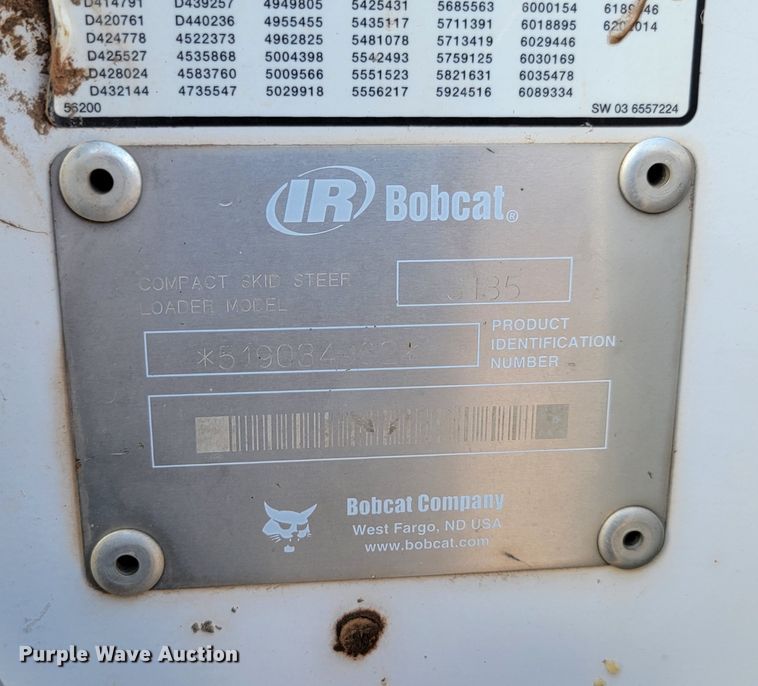 D414791 D439257 4949805 5425431 5685563 6000154
D420761 D440236 4955455 5435117 5711391 6018895
D424778 4522373 4962825 5481078 5713419 6029446
D425527 4535868 5004398 5542493 5759125 6030169
D428024 4583760 5009566 5551523 5821631 6035478
D432144 4735547 5029918 5556217 5924516 6089334
SW 03 6557224
IR Bobcat®
COMPACT SKID STEER
LOADER MODEL
PRODUCT
IDENTIFICATION
NUMBER
Bobcat Company
West Fargo, ND USA
www.bobcat.com
Purple Wave Auction